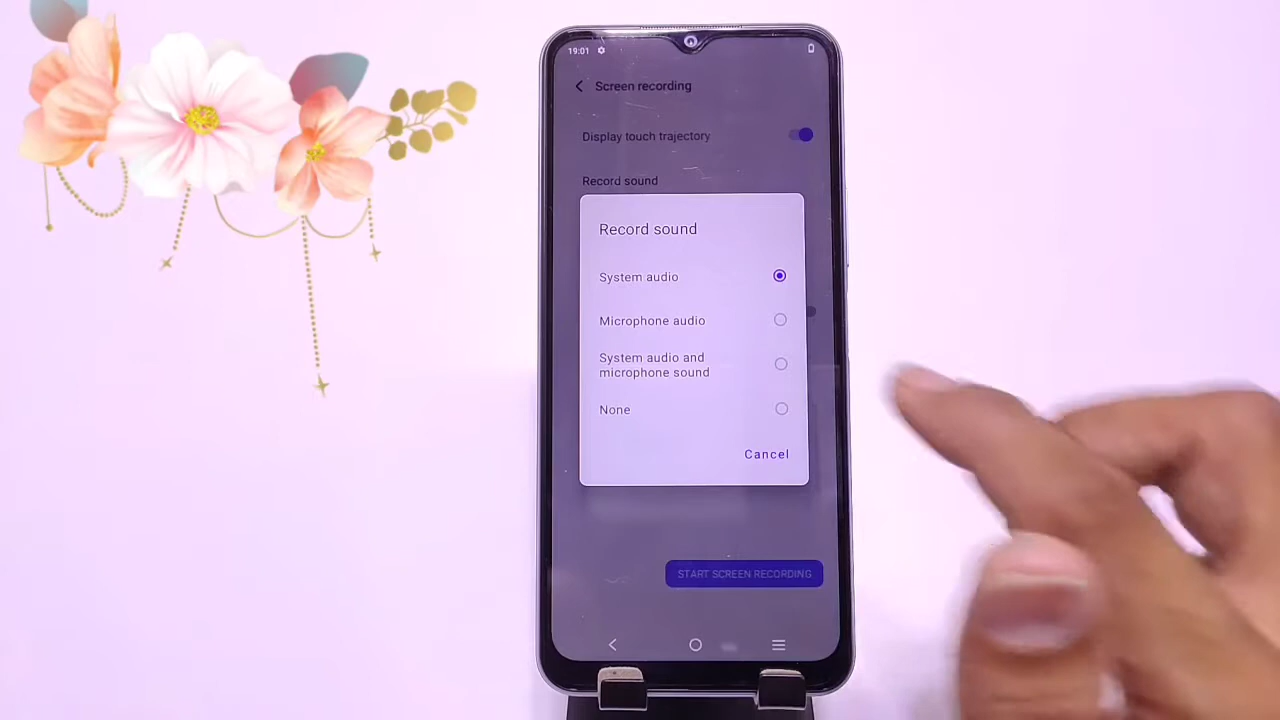 19:01
Screen recording
Display touch trajectory
Record sound
Record sound
System audio
Microphone audio
System audio and
microphone sound
None
Cancel
START SCREEN RECORDING